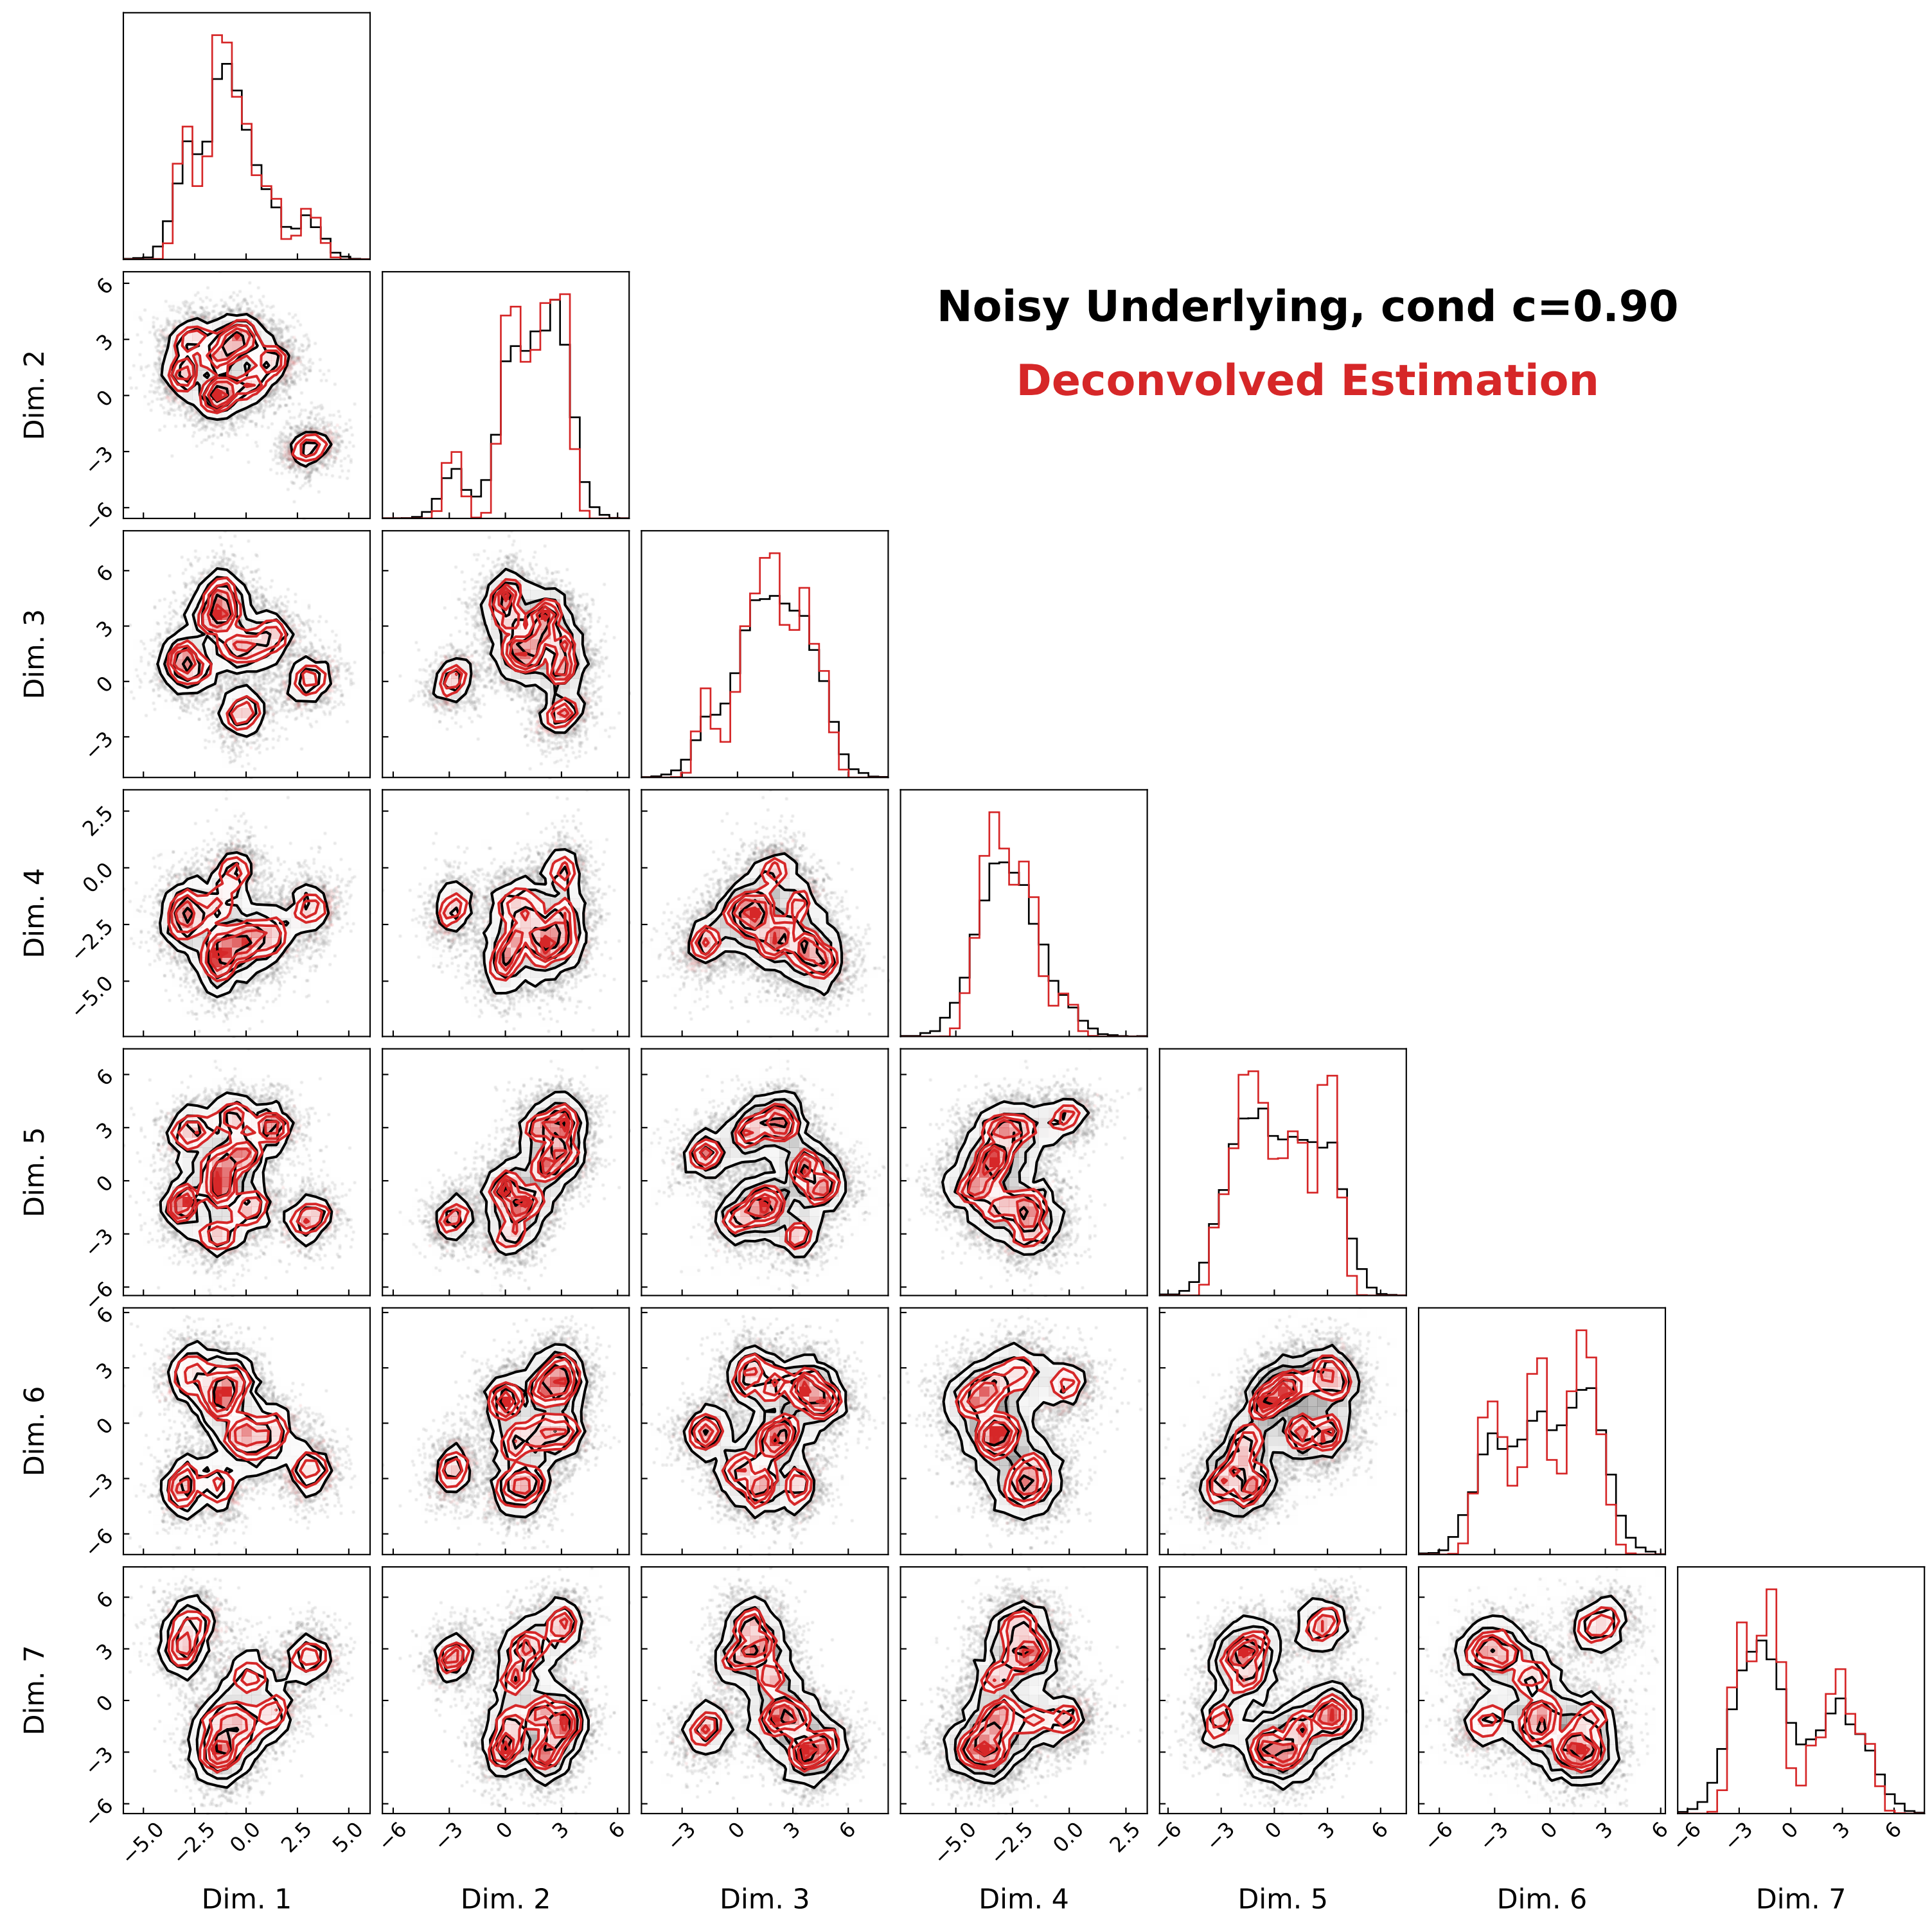 Noisy Underlying, cond c=0.90
Deconvolved Estimation
Dim. 2
6
3
0
−3
−6
Dim. 3
6
3
0
−3
Dim. 4
2.5
0.0
−2.5
−5.0
Dim. 5
6
3
0
−3
−6
Dim. 6
6
3
0
−3
−6
Dim. 7
6
3
0
−3
−6
−5.0 −2.5 0.0 2.5 5.0 −6 −3 0 3 6 −3 0 3 6 −5.0 −2.5 0.0 2.5 −6 −3 0 3 6 −6 −3 0 3 6 −6 −3 0 3 6
Dim. 1 Dim. 2 Dim. 3 Dim. 4 Dim. 5 Dim. 6 Dim. 7